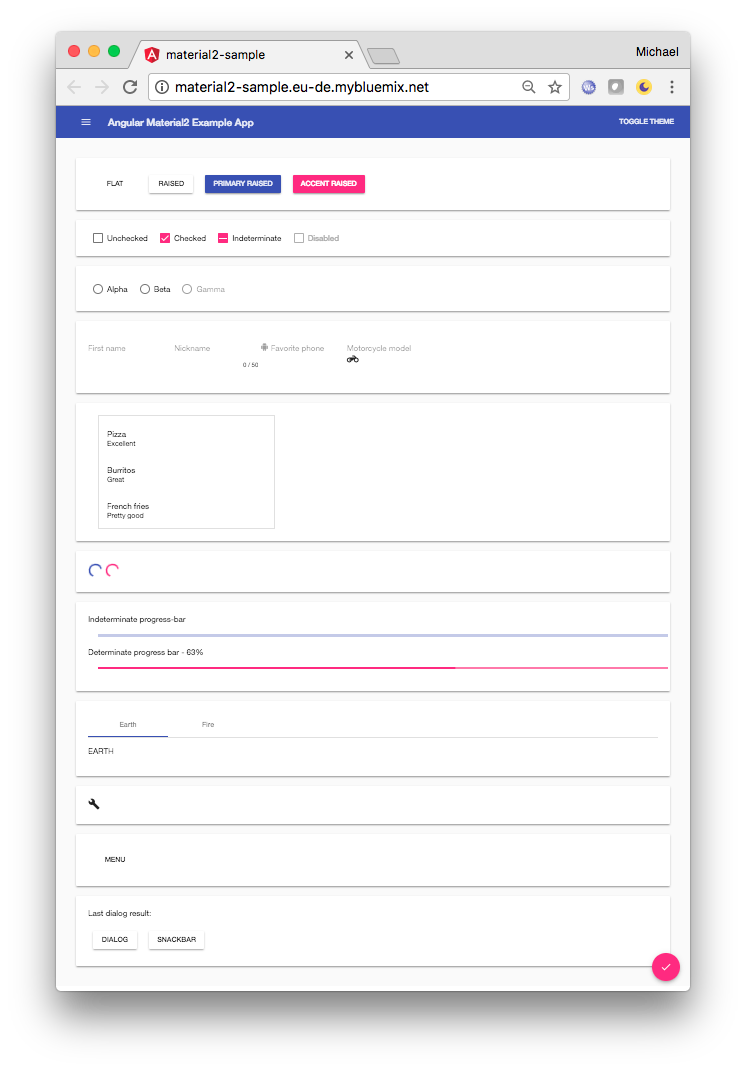 material2-sample
Michael
material2-sample.eu-de.mybluemix.net
Ws
Angular Material2 Example App
TOGGLE THEME
FLAT RAISED PRIMARY RAISED ACCENT RAISED
Unchecked Checked Indeterminate Disabled
Alpha Beta Gamma
First name Nickname Favorite phone Motorcycle model
0 / 50
Pizza
Excellent
Burritos
Great
French fries
Pretty good
Indeterminate progress-bar
Determinate progress bar - 63%
Earth Fire
EARTH
MENU
Last dialog result:
DIALOG SNACKBAR